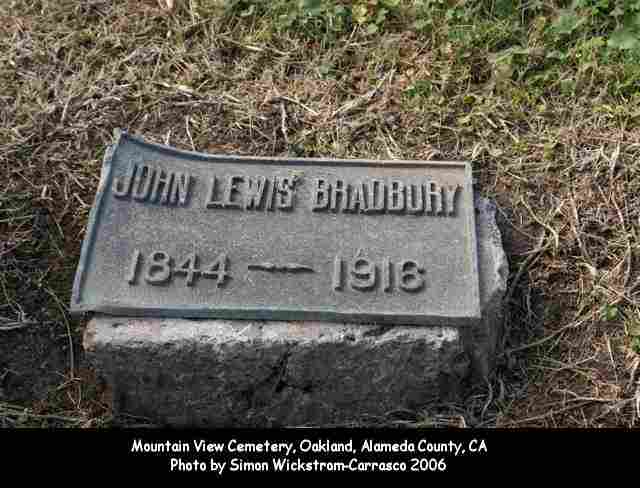 JOHN LEWIS BRADBURY
1844 — 1916
Mountain View Cemetery, Oakland, Alameda County, CA
Photo by Simon Wickstrom-Carrasco 2006